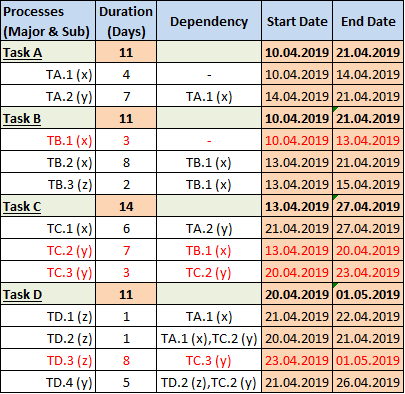 Processes (Major & Sub) Duration (Days) Dependency Start Date End Date
Task A 11 10.04.2019 21.04.2019
TA.1 (x) 4 - 10.04.2019 14.04.2019
TA.2 (y) 7 TA.1 (x) 14.04.2019 21.04.2019
Task B 11 10.04.2019 21.04.2019
TB.1 (x) 3 - 10.04.2019 13.04.2019
TB.2 (x) 8 TB.1 (x) 13.04.2019 21.04.2019
TB.3 (z) 2 TB.1 (x) 13.04.2019 15.04.2019
Task C 14 13.04.2019 27.04.2019
TC.1 (x) 6 TA.2 (y) 21.04.2019 27.04.2019
TC.2 (y) 7 TB.1 (x) 13.04.2019 20.04.2019
TC.3 (y) 3 TC.2 (y) 20.04.2019 23.04.2019
Task D 11 20.04.2019 01.05.2019
TD.1 (z) 1 TA.1 (x) 21.04.2019 22.04.2019
TD.2 (z) 1 TA.1 (x),TC.2 (y) 20.04.2019 21.04.2019
TD.3 (z) 8 TC.3 (y) 23.04.2019 01.05.2019
TD.4 (y) 5 TD.2 (z),TC.2 (y) 21.04.2019 26.04.2019